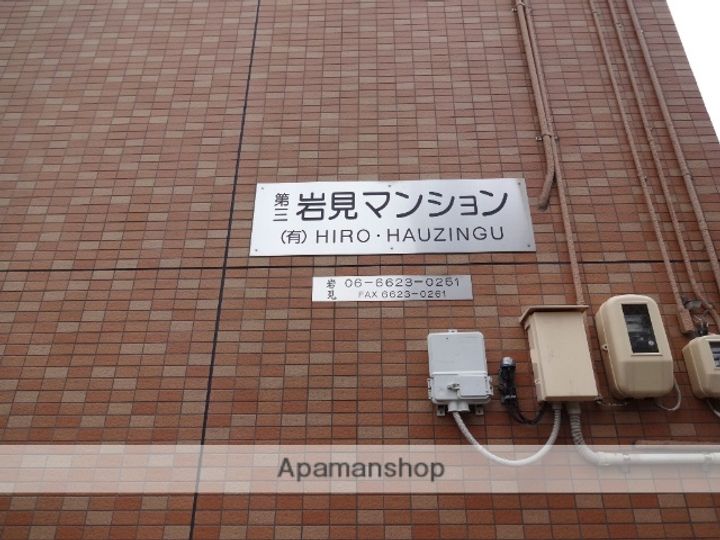 第三 岩見マンション
(有) HIRO・HAUZINGU
岩見 06-6623-0251
FAX 6623-0261
Apamanshop